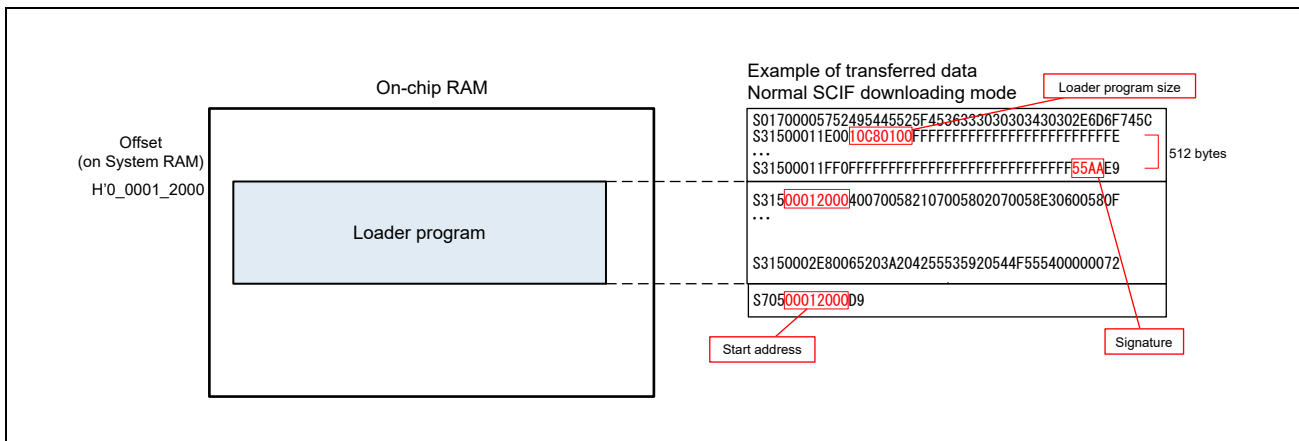 On-chip RAM
Offset
(on System RAM)
H'0_0001_2000
Loader program
Example of transferred data
Normal SCIF downloading mode
Loader program size
S01700005752495445525F4536333030303430302E6D6F745C
S31500011E0010C80100FFFFFFFFFFFFFFFFFFFFFFFFFE
...
S31500011FF0FFFFFFFFFFFFFFFFFFFFFFFFFFFF55AAE9
512 bytes
S31500012000400700582107005802070058E30600580F
...
S3150002E80065203A204255535920544F555400000072
S70500012000D9
Start address
Signature